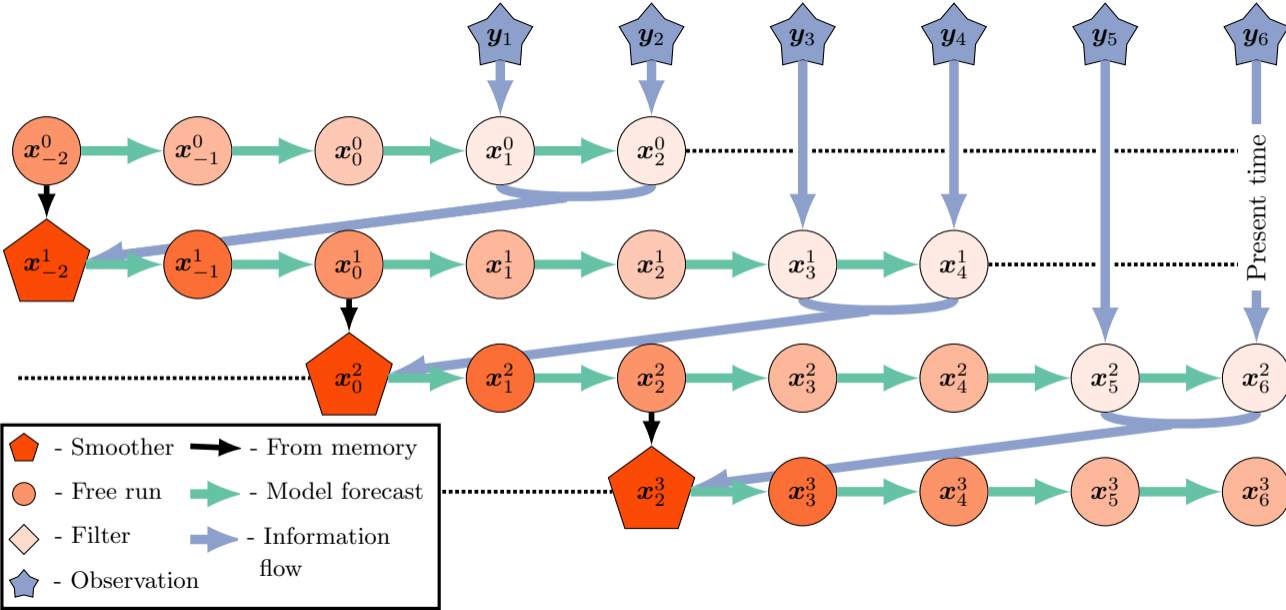 y₁ y₂ y₃ y₄ y₅ y₆
x⁰₋₂ x⁰₋₁ x⁰₀ x⁰₁ x⁰₂
Present time
x¹₋₂ x¹₋₁ x¹₀ x¹₁ x¹₂ x¹₃ x¹₄
x²₀ x²₁ x²₂ x²₃ x²₄ x²₅ x²₆
x³₂ x³₃ x³₄ x³₅ x³₆
- Smoother - From memory
- Free run - Model forecast
- Filter - Information
flow
- Observation